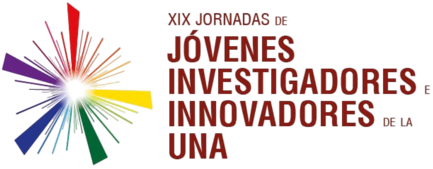 XIX JORNADAS DE
JÓVENES
INVESTIGADORES E
INNOVADORES DE LA
UNA